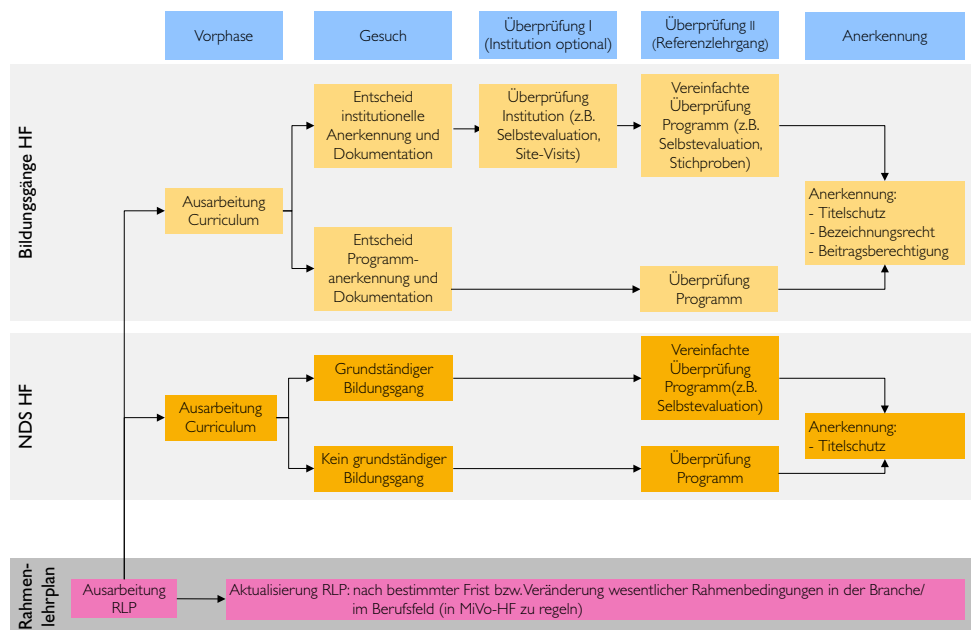 Vorphase
Gesuch
Überprüfung I
(Institution optional)
Überprüfung II
(Referenzlehrgang)
Anerkennung
Bildungsgänge HF
Ausarbeitung
Curriculum
Entscheid
institutionelle
Anerkennung und
Dokumentation
Überprüfung
Institution (z.B.
Selbstevaluation,
Site-Visits)
Vereinfachte
Überprüfung
Programm (z.B.
Selbstevaluation,
Stichproben)
Entscheid
Programm-
anerkennung und
Dokumentation
Überprüfung
Programm
Anerkennung:
- Titelschutz
- Bezeichnungsrecht
- Beitragsberechtigung
NDS HF
Ausarbeitung
Curriculum
Grundständiger
Bildungsgang
Vereinfachte
Überprüfung
Programm(z.B.
Selbstevaluation)
Kein grundständiger
Bildungsgang
Überprüfung
Programm
Anerkennung:
- Titelschutz
Rahmen-
lehrplan
Ausarbeitung
RLP
Aktualisierung RLP: nach bestimmter Frist bzw. Veränderung wesentlicher Rahmenbedingungen in der Branche/
im Berufsfeld (in MiVo-HF zu regeln)